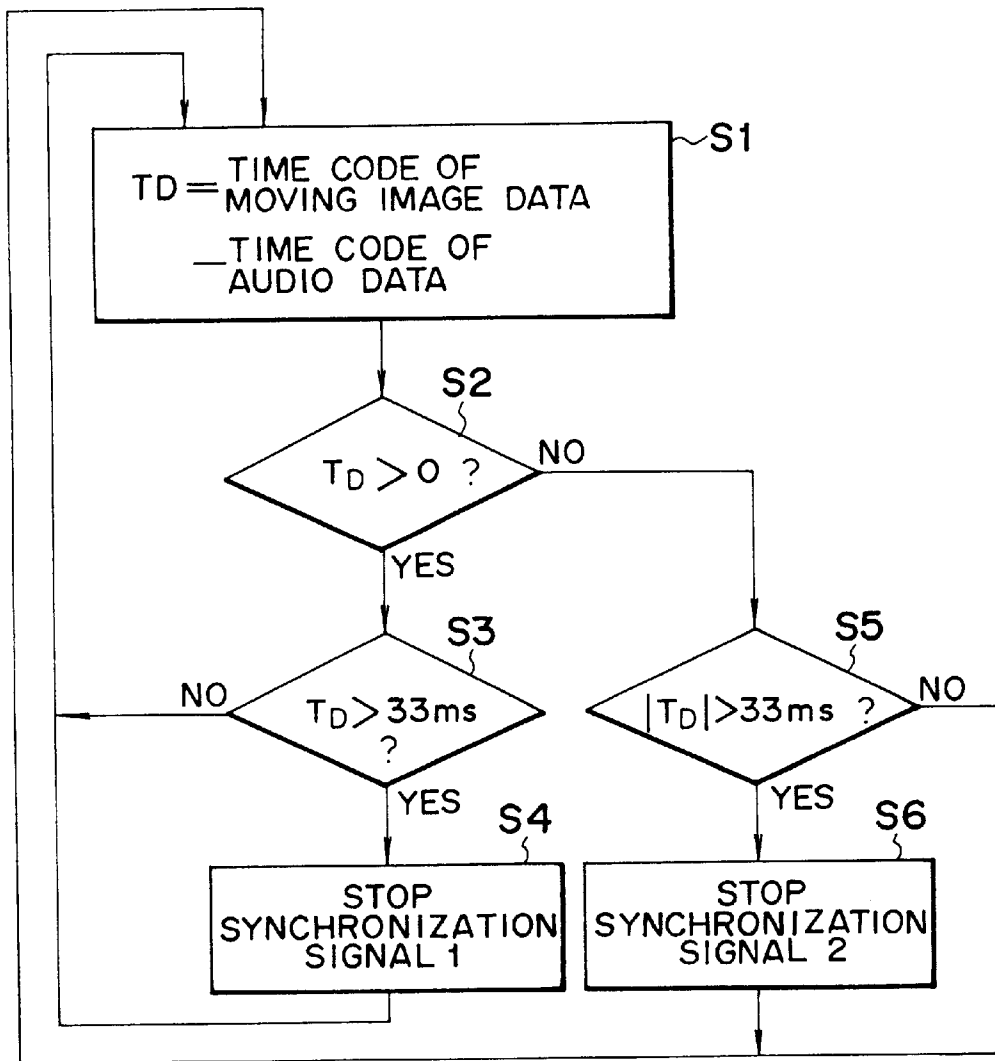 S1
TD = TIME CODE OF
MOVING IMAGE DATA
— TIME CODE OF
AUDIO DATA
S2
TD > 0 ?
NO
YES
S3
TD > 33ms
?
NO
YES
S5
|TD| > 33ms ?
NO
YES
S4
STOP
SYNCHRONIZATION
SIGNAL 1
S6
STOP
SYNCHRONIZATION
SIGNAL 2